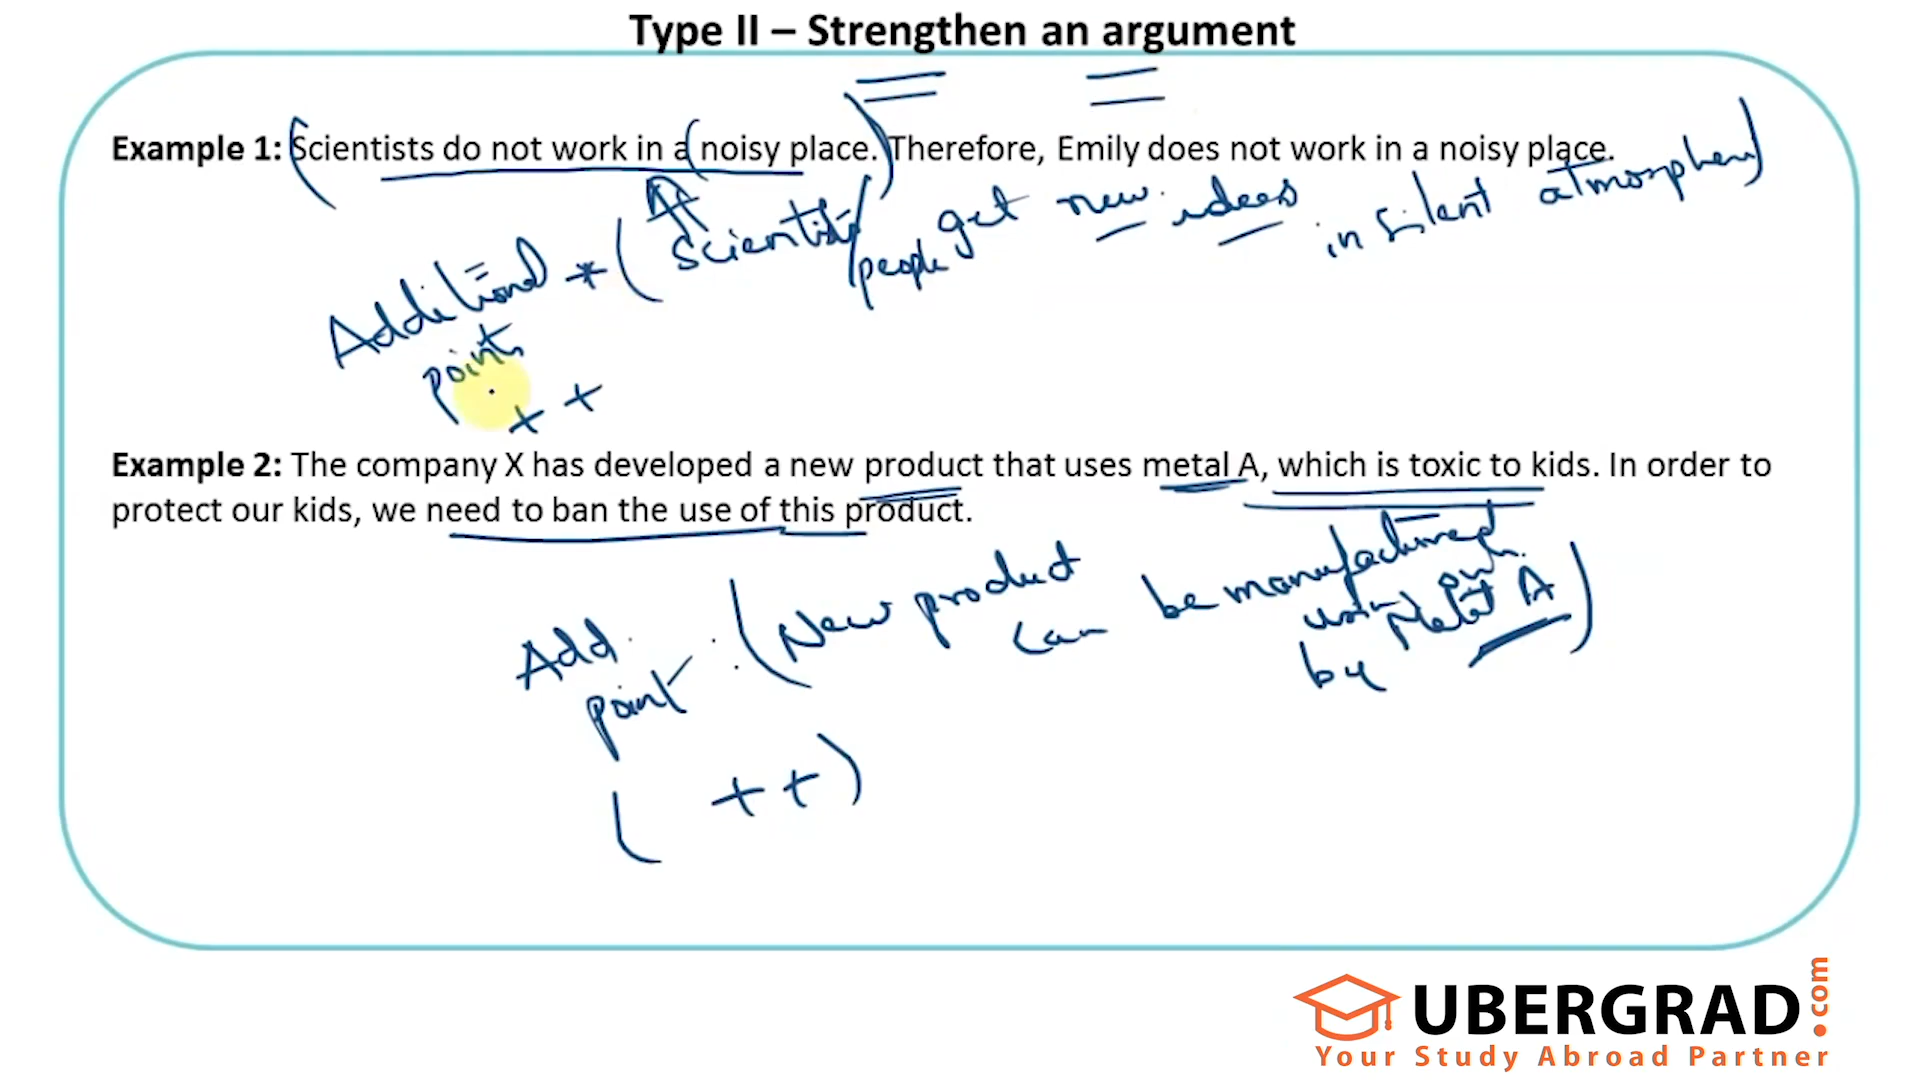 Type II – Strengthen an argument
Example 1: Scientists do not work in a noisy place. Therefore, Emily does not work in a noisy place.
Additional point * ( Scientists / people get new ideas in silent atmosphere )
+ +
Example 2: The company X has developed a new product that uses metal A, which is toxic to kids. In order to
protect our kids, we need to ban the use of this product.
Add. point : ( New product can be manufactured
only
by Metal A )
( + + )
UBERGRAD.com
Your Study Abroad Partner